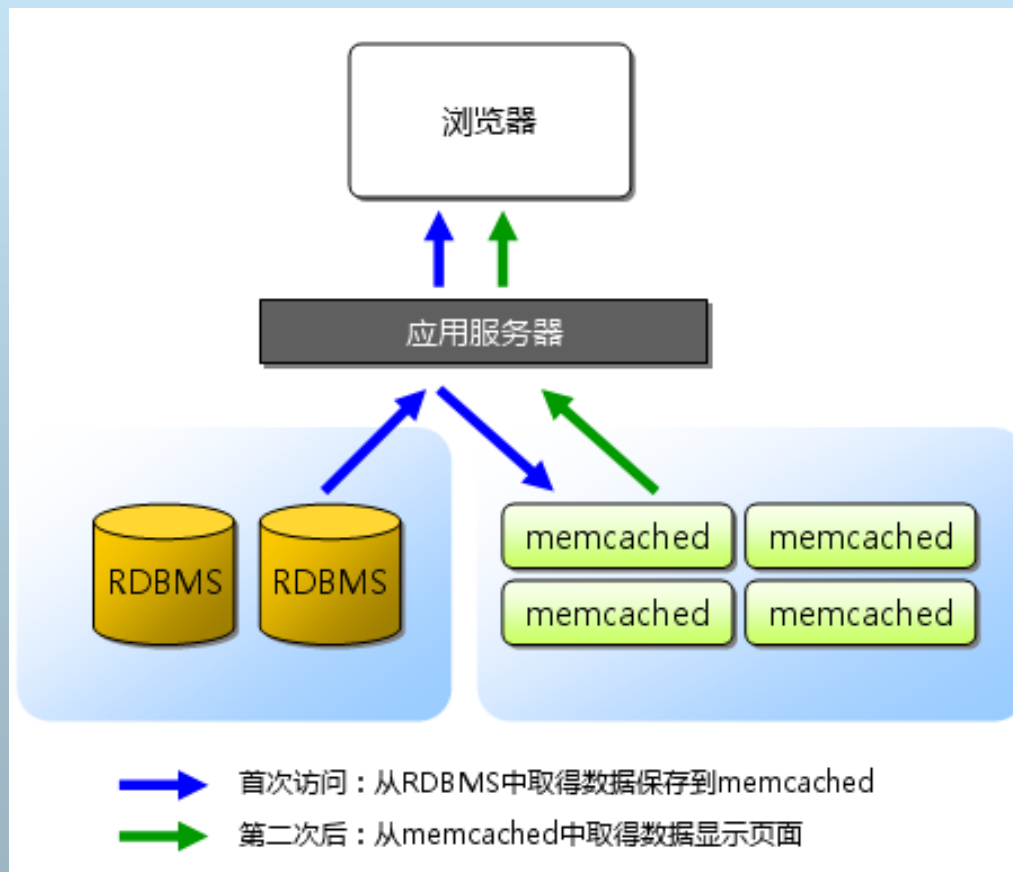 浏览器
应用服务器
RDBMS RDBMS
memcached memcached
memcached memcached
首次访问：从RDBMS中取得数据保存到memcached
第二次后：从memcached中取得数据显示页面